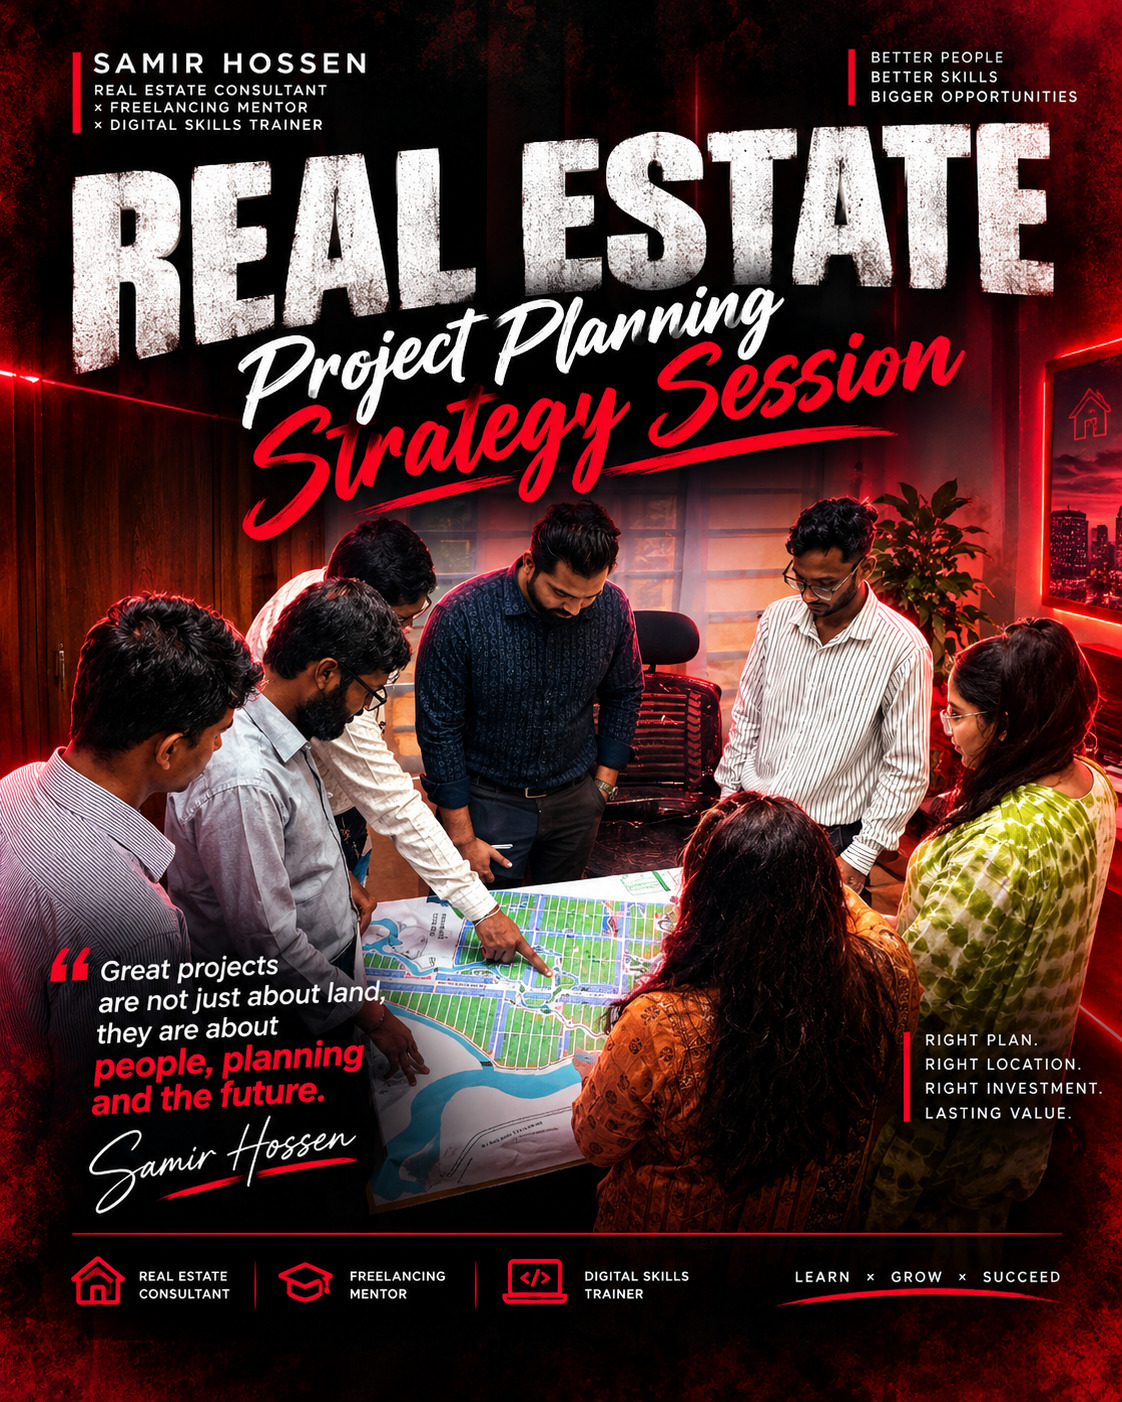 SAMIR HOSSEN
REAL ESTATE CONSULTANT
× FREELANCING MENTOR
× DIGITAL SKILLS TRAINER
BETTER PEOPLE
BETTER SKILLS
BIGGER OPPORTUNITIES
REAL ESTATE
Project Planning
Strategy Session
“ Great projects
are not just about land,
they are about
people, planning
and the future.
Samir Hossen
RIGHT PLAN.
RIGHT LOCATION.
RIGHT INVESTMENT.
LASTING VALUE.
REAL ESTATE
CONSULTANT
FREELANCING
MENTOR
DIGITAL SKILLS
TRAINER
LEARN × GROW × SUCCEED